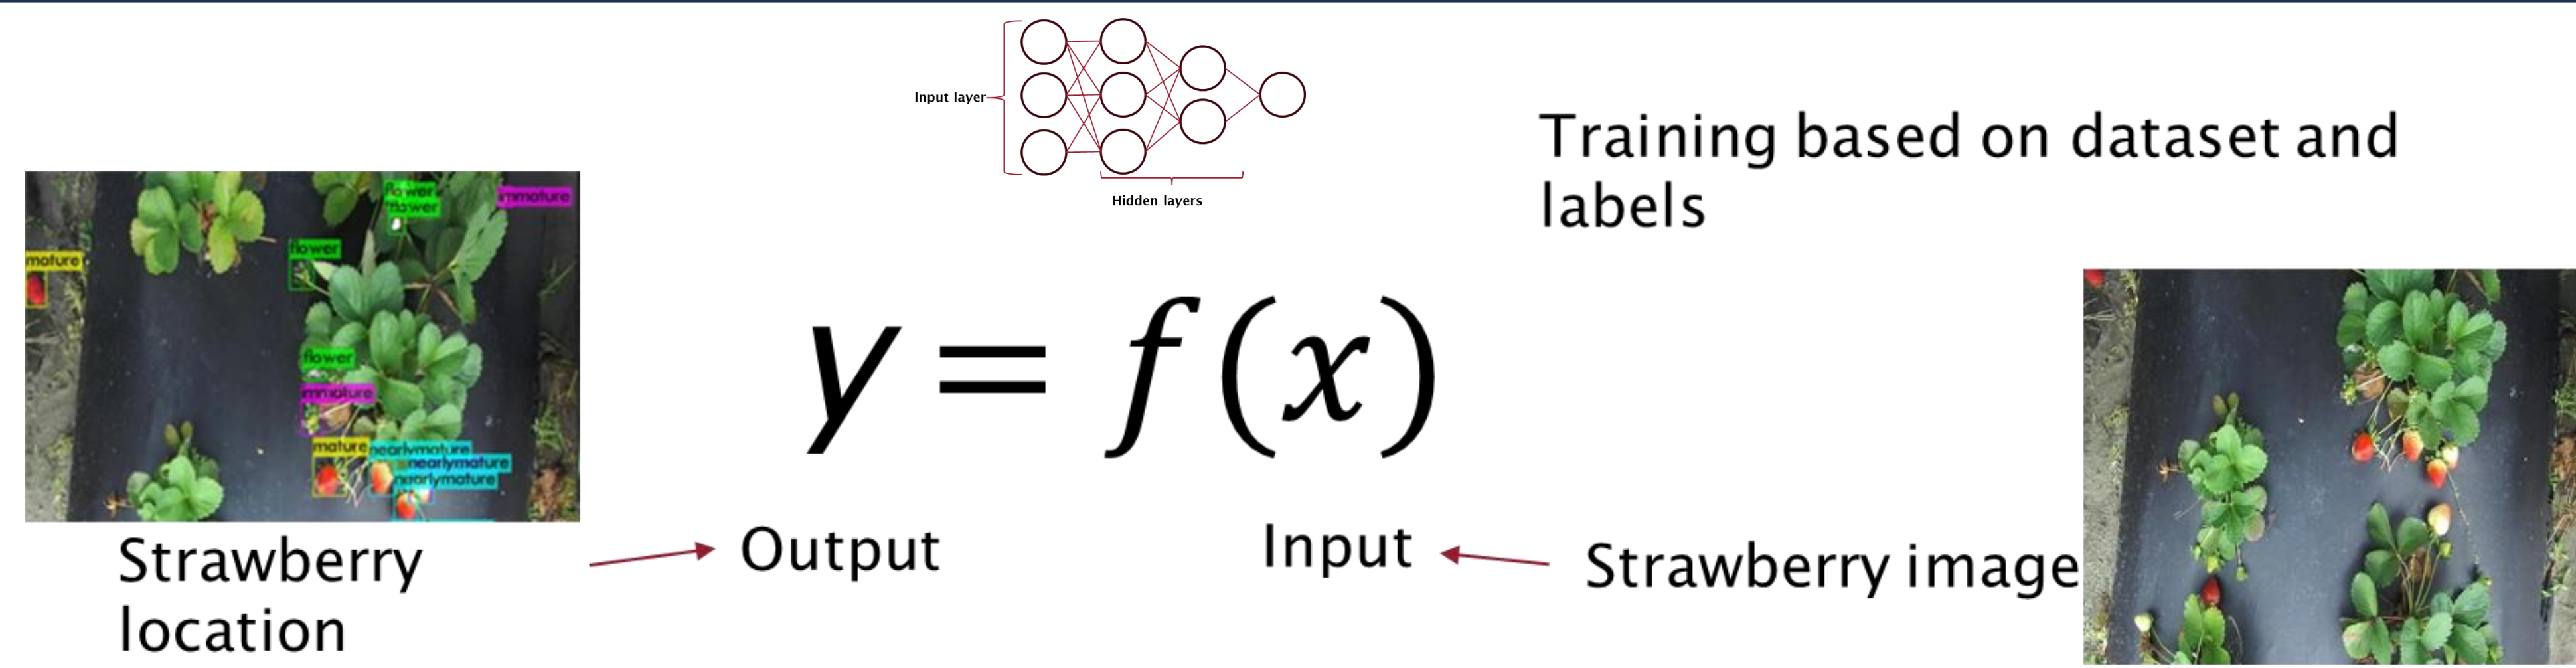 Input layer
Hidden layers
Training based on dataset and
labels
flower
flower
immature
flower
mature
flower
immature
mature
nearlymature
nearlymature
nearlymature
y = f(x)
Output
Input
Strawberry
location
Strawberry image